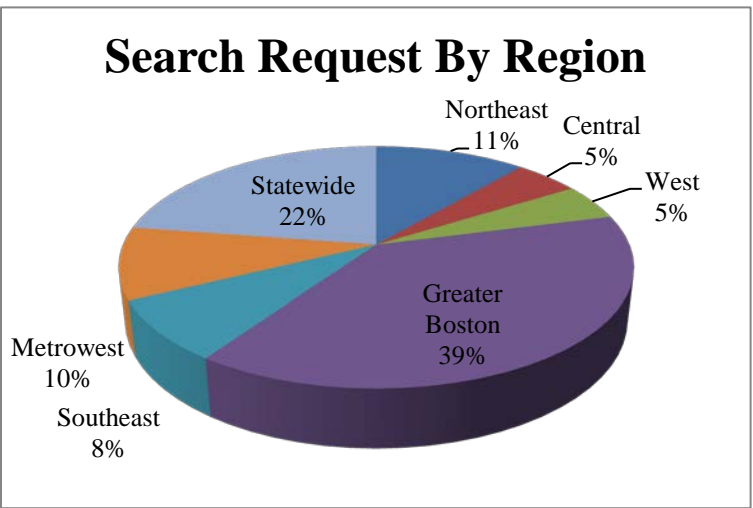 Search Request By Region
Northeast
11%
Central
5%
West
5%
Statewide
22%
Greater
Boston
39%
Metrowest
10%
Southeast
8%